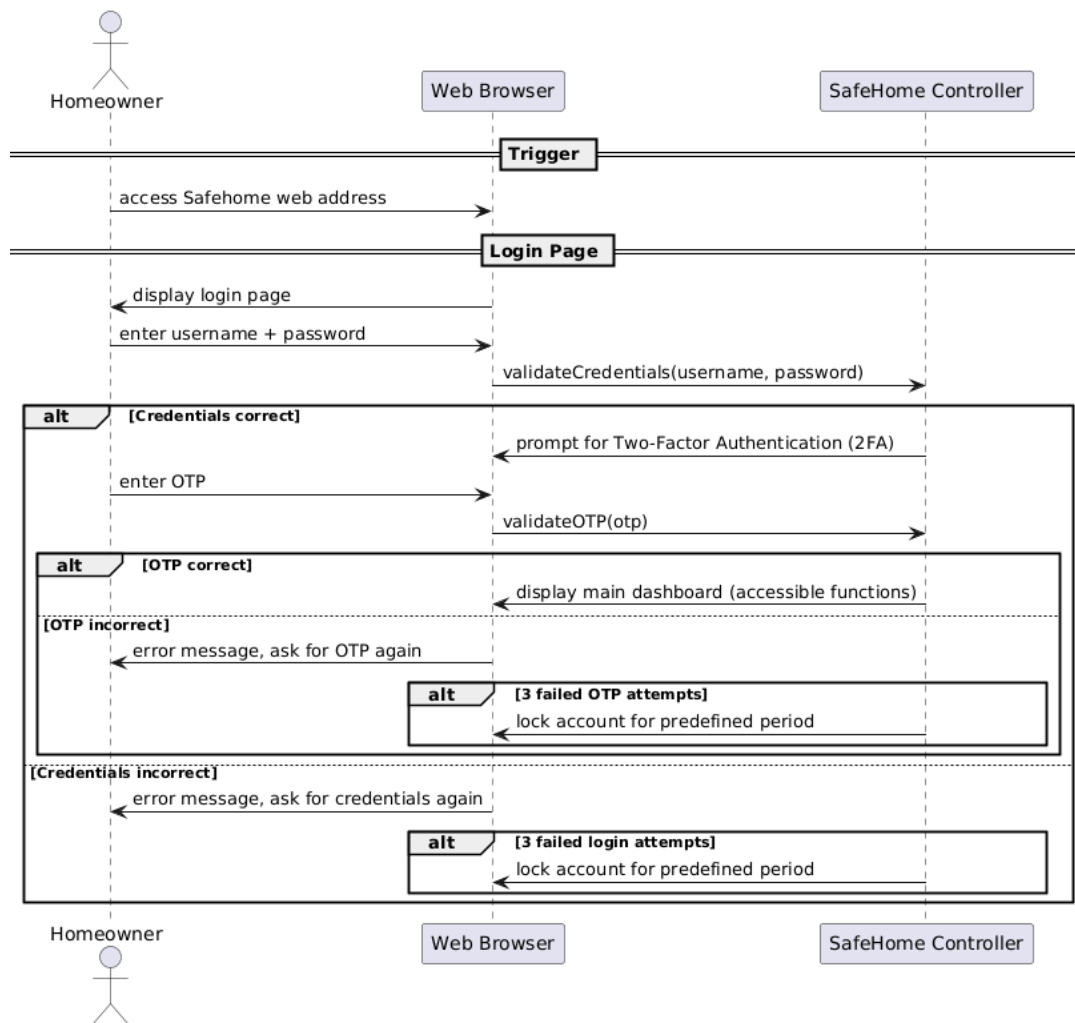 Homeowner
Web Browser
SafeHome Controller
Trigger
access Safehome web address
Login Page
display login page
enter username + password
validateCredentials(username, password)
alt [Credentials correct]
prompt for Two-Factor Authentication (2FA)
enter OTP
validateOTP(otp)
alt [OTP correct]
display main dashboard (accessible functions)
[OTP incorrect]
error message, ask for OTP again
alt [3 failed OTP attempts]
lock account for predefined period
[Credentials incorrect]
error message, ask for credentials again
alt [3 failed login attempts]
lock account for predefined period
Homeowner
Web Browser
SafeHome Controller